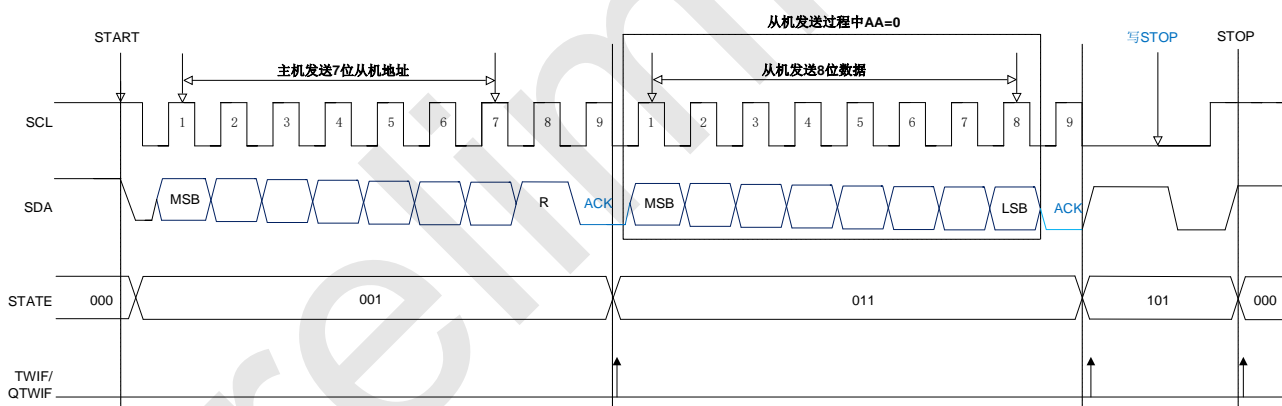 从机发送过程中AA=0
START
写STOP
STOP
主机发送7位从机地址
从机发送8位数据
SCL
1 2 3 4 5 6 7 8 9 1 2 3 4 5 6 7 8 9
SDA
MSB R ACK MSB LSB ACK
STATE 000 001 011 101 000
TWIF/
QTWIF
relim